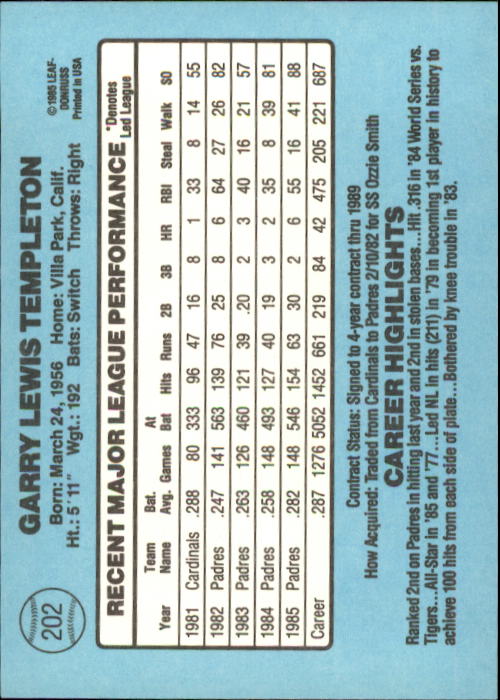 202
GARRY LEWIS TEMPLETON
Born: March 24, 1956 Home: Villa Park, Calif.
Ht.: 5'11" Wgt.: 192 Bats: Switch Throws: Right
©1985 LEAF-
DONRUSS
Printed in USA
RECENT MAJOR LEAGUE PERFORMANCE *Denotes
Led League
Year Team Name Bat. Avg. Games At Bat Hits Runs 2B 3B HR RBI Steal Walk SO
1981 Cardinals .288 80 333 96 47 16 8 1 33 8 14 55
1982 Padres .247 141 563 139 76 25 8 6 64 27 26 82
1983 Padres .263 126 460 121 39 .20 2 3 40 16 21 57
1984 Padres .258 148 493 127 40 19 3 2 35 8 39 81
1985 Padres .282 148 546 154 63 30 2 6 55 16 41 88
Career .287 1276 5052 1452 661 219 84 42 475 205 221 687
Contract Status: Signed to 4-year contract thru 1989
How Acquired: Traded from Cardinals to Padres 2/10/82 for SS Ozzie Smith
CAREER HIGHLIGHTS
Ranked 2nd on Padres in hitting last year and 2nd in stolen bases...Hit .316 in '84 World Series vs.
Tigers...All-Star in '85 and '77...Led NL in hits (211) in '79 in becoming 1st player in history to
achieve 100 hits from each side of plate...Bothered by knee trouble in '83.